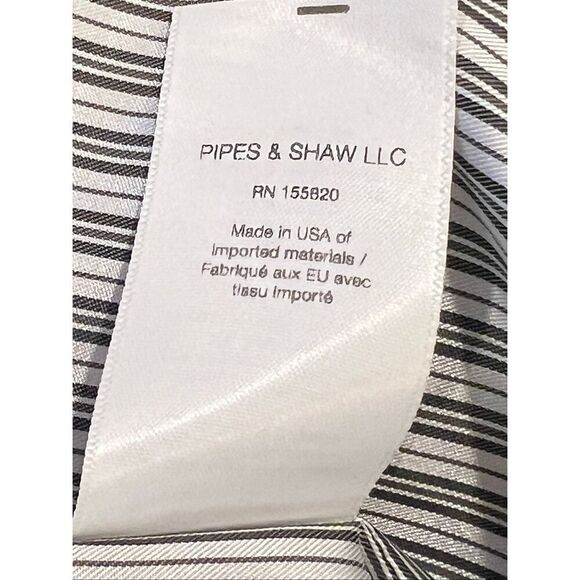 PIPES & SHAW LLC
RN 155820
Made in USA of
imported materials /
Fabriqué aux EU avec
tissu importé